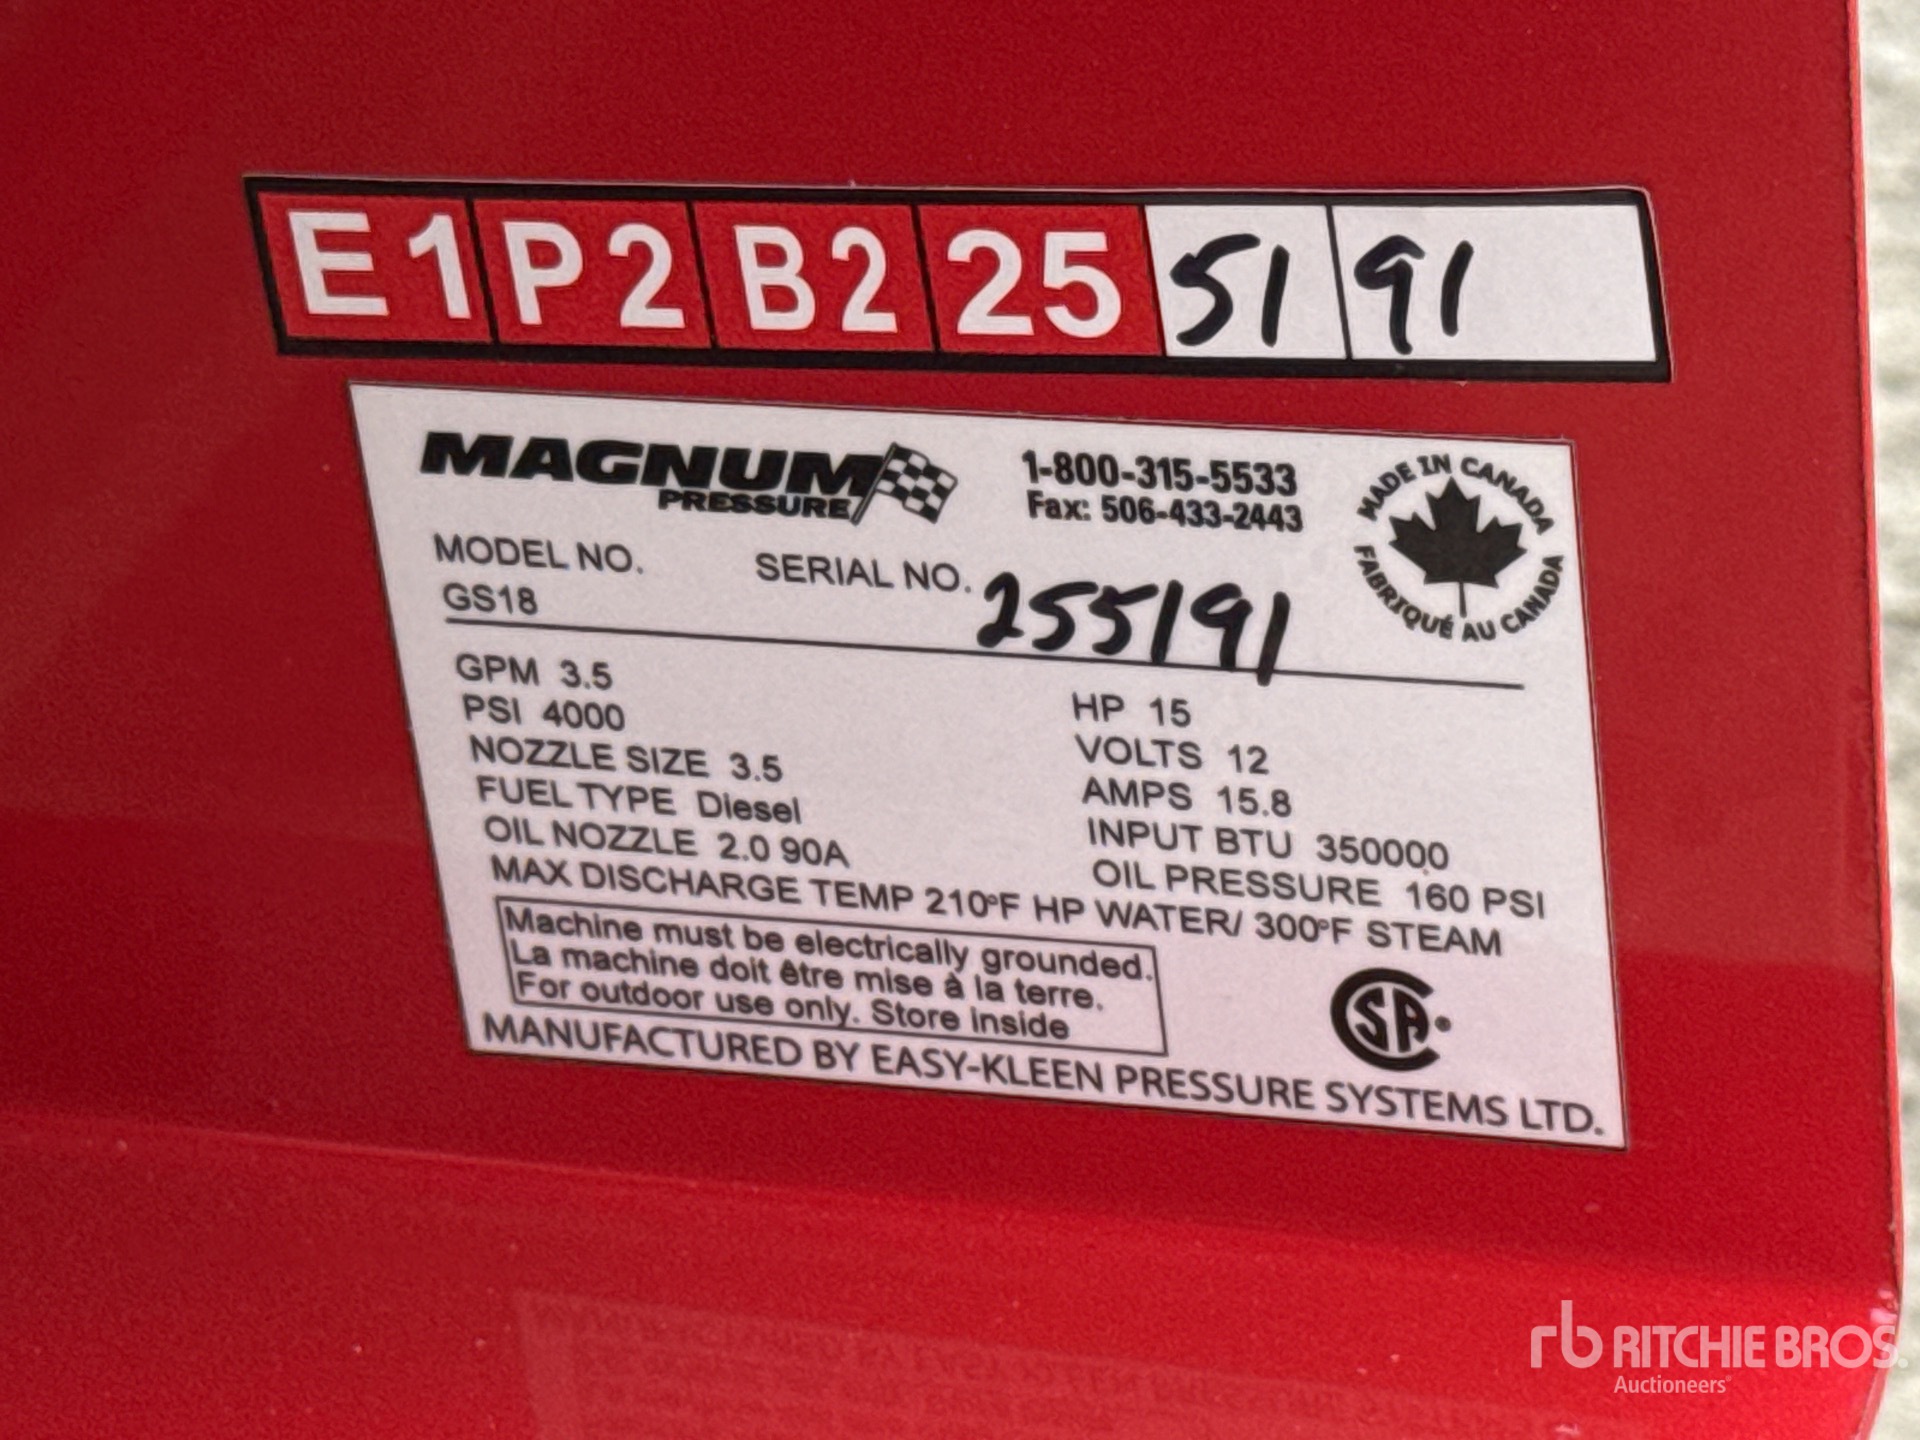 E1 P2 B2 25 51 91
MAGNUM
PRESSURE
1-800-315-5533
Fax: 506-433-2443
MADE IN CANADA
FABRIQUÉ AU CANADA
MODEL NO. SERIAL NO. 255191
GS18
GPM 3.5
PSI 4000
NOZZLE SIZE 3.5
FUEL TYPE Diesel
OIL NOZZLE 2.0 90A
HP 15
VOLTS 12
AMPS 15.8
INPUT BTU 350000
OIL PRESSURE 160 PSI
MAX DISCHARGE TEMP 210°F HP WATER/ 300°F STEAM
Machine must be electrically grounded.
La machine doit être mise à la terre.
For outdoor use only. Store inside
CSA®
MANUFACTURED BY EASY-KLEEN PRESSURE SYSTEMS LTD.
rb RITCHIE BROS.
Auctioneers